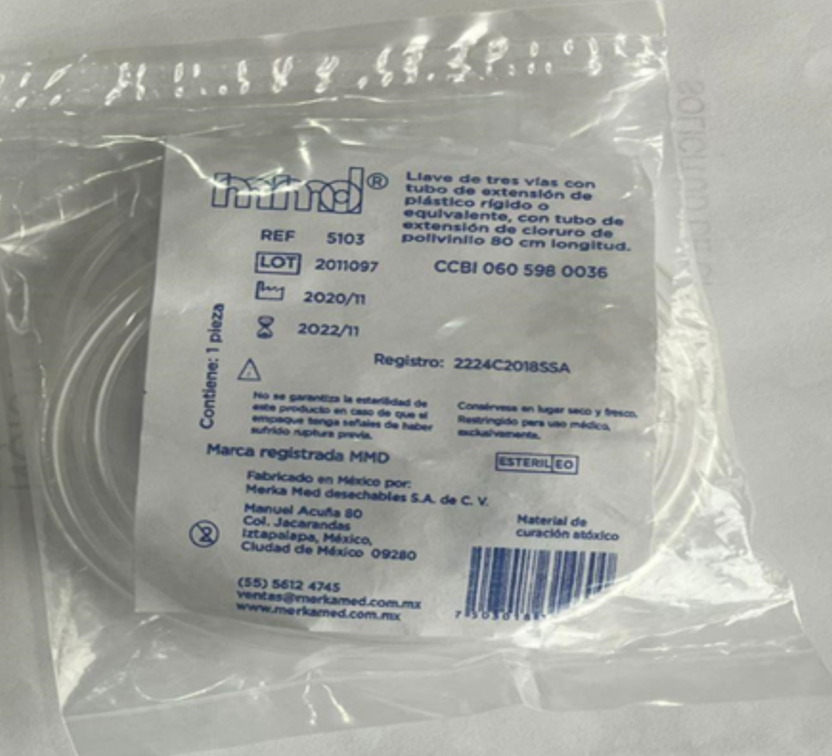 mmd®
Llave de tres vías con
tubo de extensión de
plástico rígido o
equivalente, con tubo de
extensión de cloruro de
polivinilo 80 cm longitud.
REF 5103
LOT 2011097
CCBI 060 598 0036
2020/11
2022/11
Contiene: 1 pieza
Registro: 2224C2018SSA
No se garantiza la esterilidad de
este producto en caso de que el
empaque tenga señales de haber
sufrido ruptura previa.
Consérvese en lugar seco y fresco.
Restringido para uso médico,
exclusivamente.
Marca registrada MMD
ESTERIL EO
Fabricado en México por:
Merka Med desechables S.A. de C. V.
Manuel Acuña 80
Col. Jacarandas
Iztapalapa, México,
Ciudad de México 09280
Material de
curación atóxico
(55) 5612 4745
ventas@merkamed.com.mx
www.merkamed.com.mx